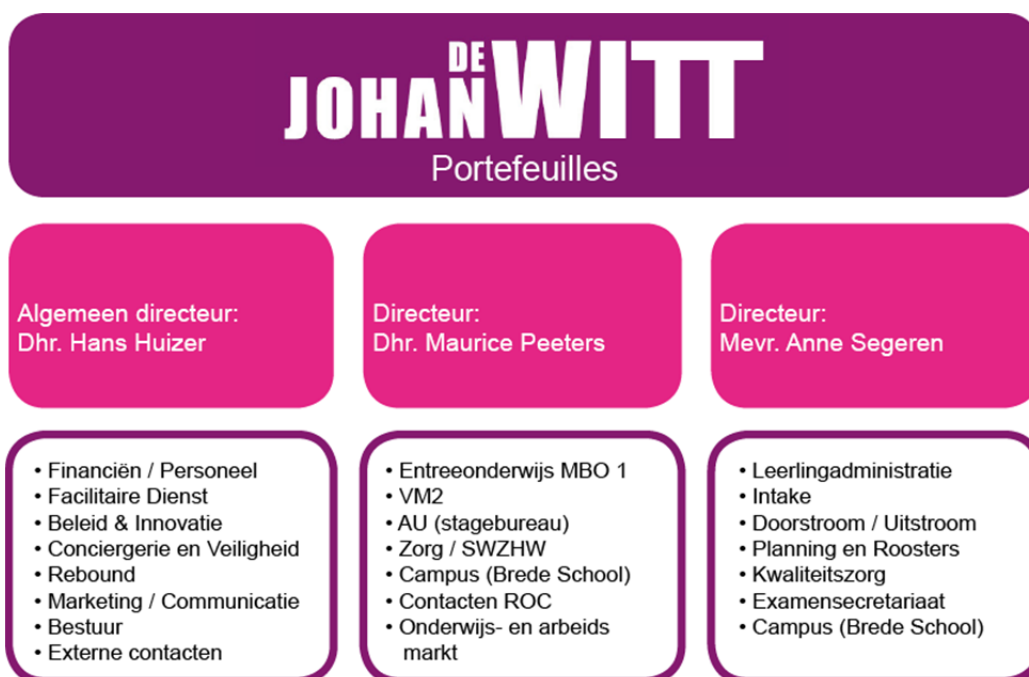 JOHAN DE WITT
Portefeuilles
Algemeen directeur:
Dhr. Hans Huizer
Directeur:
Dhr. Maurice Peeters
Directeur:
Mevr. Anne Segeren
• Financiën / Personeel
• Facilitaire Dienst
• Beleid & Innovatie
• Conciergerie en Veiligheid
• Rebound
• Marketing / Communicatie
• Bestuur
• Externe contacten
• Entreeonderwijs MBO 1
• VM2
• AU (stagebureau)
• Zorg / SWZHW
• Campus (Brede School)
• Contacten ROC
• Onderwijs- en arbeids
markt
• Leerlingadministratie
• Intake
• Doorstroom / Uitstroom
• Planning en Roosters
• Kwaliteitszorg
• Examensecretariaat
• Campus (Brede School)